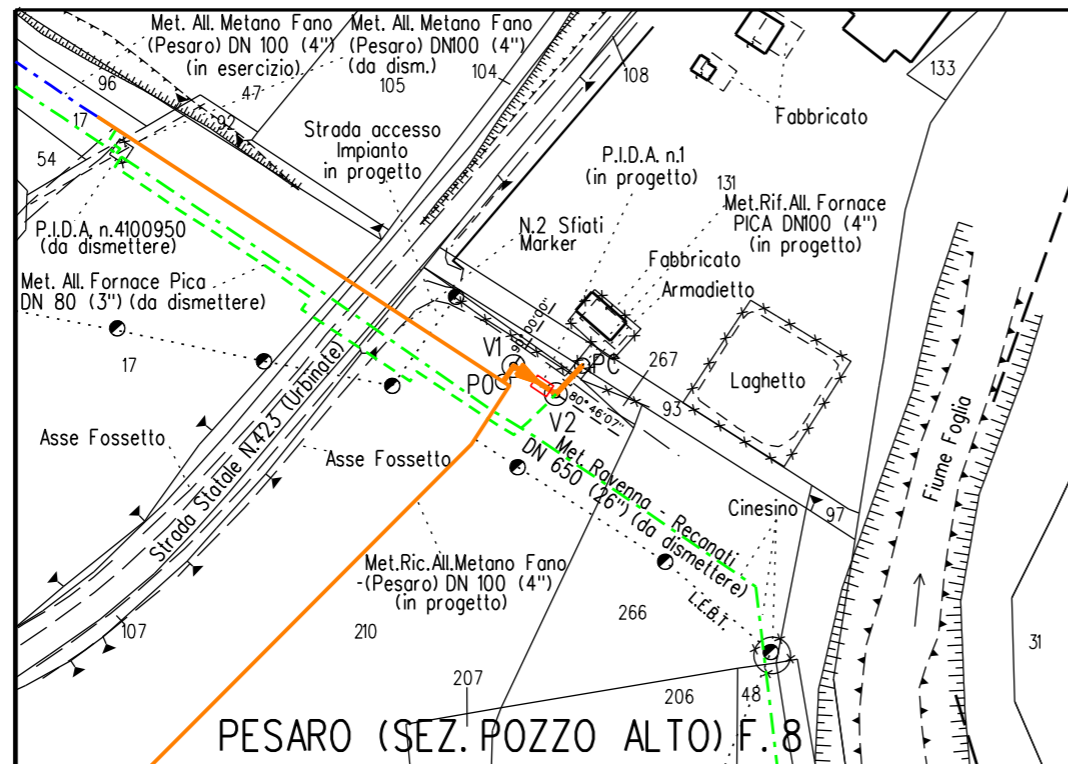 Met. All. Metano Fano
(Pesaro) DN 100 (4")
(in esercizio)
Met. All. Metano Fano
(Pesaro) DN100 (4")
(da dism.)
105
104
108
133
96
47
17
92
54
Fabbricato
Strada accesso
Impianto
in progetto
P.I.D.A. n.1
(in progetto)
131
Met.Rif.All. Fornace
PICA DN100 (4")
(in progetto)
P.I.D.A. n.4100950
(da dismettere)
N.2 Sfiati
Marker
Fabbricato
Armadietto
Met. All. Fornace Pica
DN 80 (3") (da dismettere)
V1
PC
P0
267
17
Laghetto
80° 46'07"
V2
93
Strada Statale N.423 (Urbinate)
Asse Fossetto
Asse Fossetto
Met. Ravenna - Recanati
DN 650 (26") (da dismettere)
Cinesino
97
Fiume Foglia
Met.Ric.All.Metano Fano
(Pesaro) DN 100 (4")
(in progetto)
L.E.B.T.
266
107
210
31
207
206
48
PESARO (SEZ. POZZO ALTO) F. 8